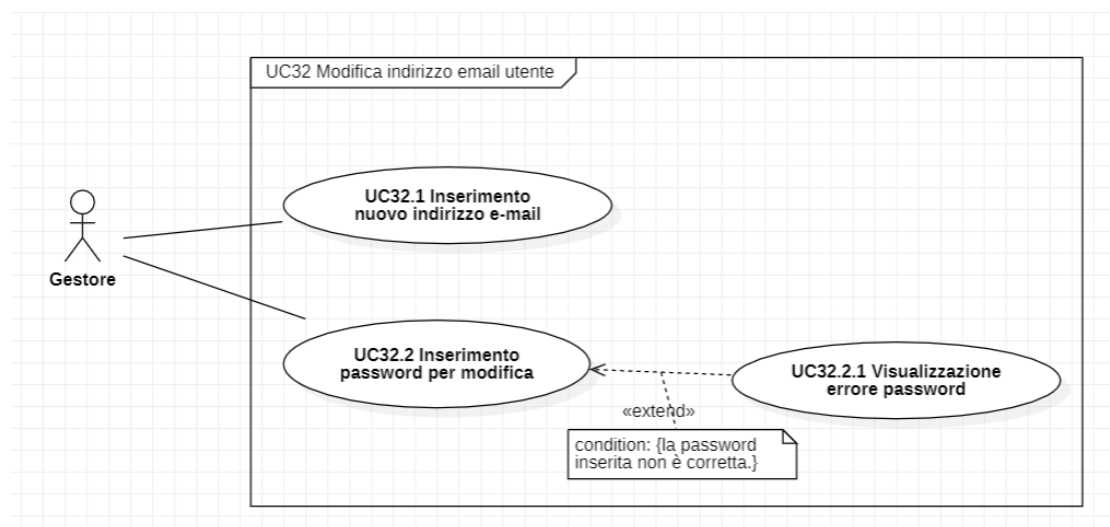 UC32 Modifica indirizzo email utente
UC32.1 Inserimento
nuovo indirizzo e-mail
Gestore
UC32.2 Inserimento
password per modifica
UC32.2.1 Visualizzazione
errore password
«extend»
condition: {la password
inserita non è corretta.}